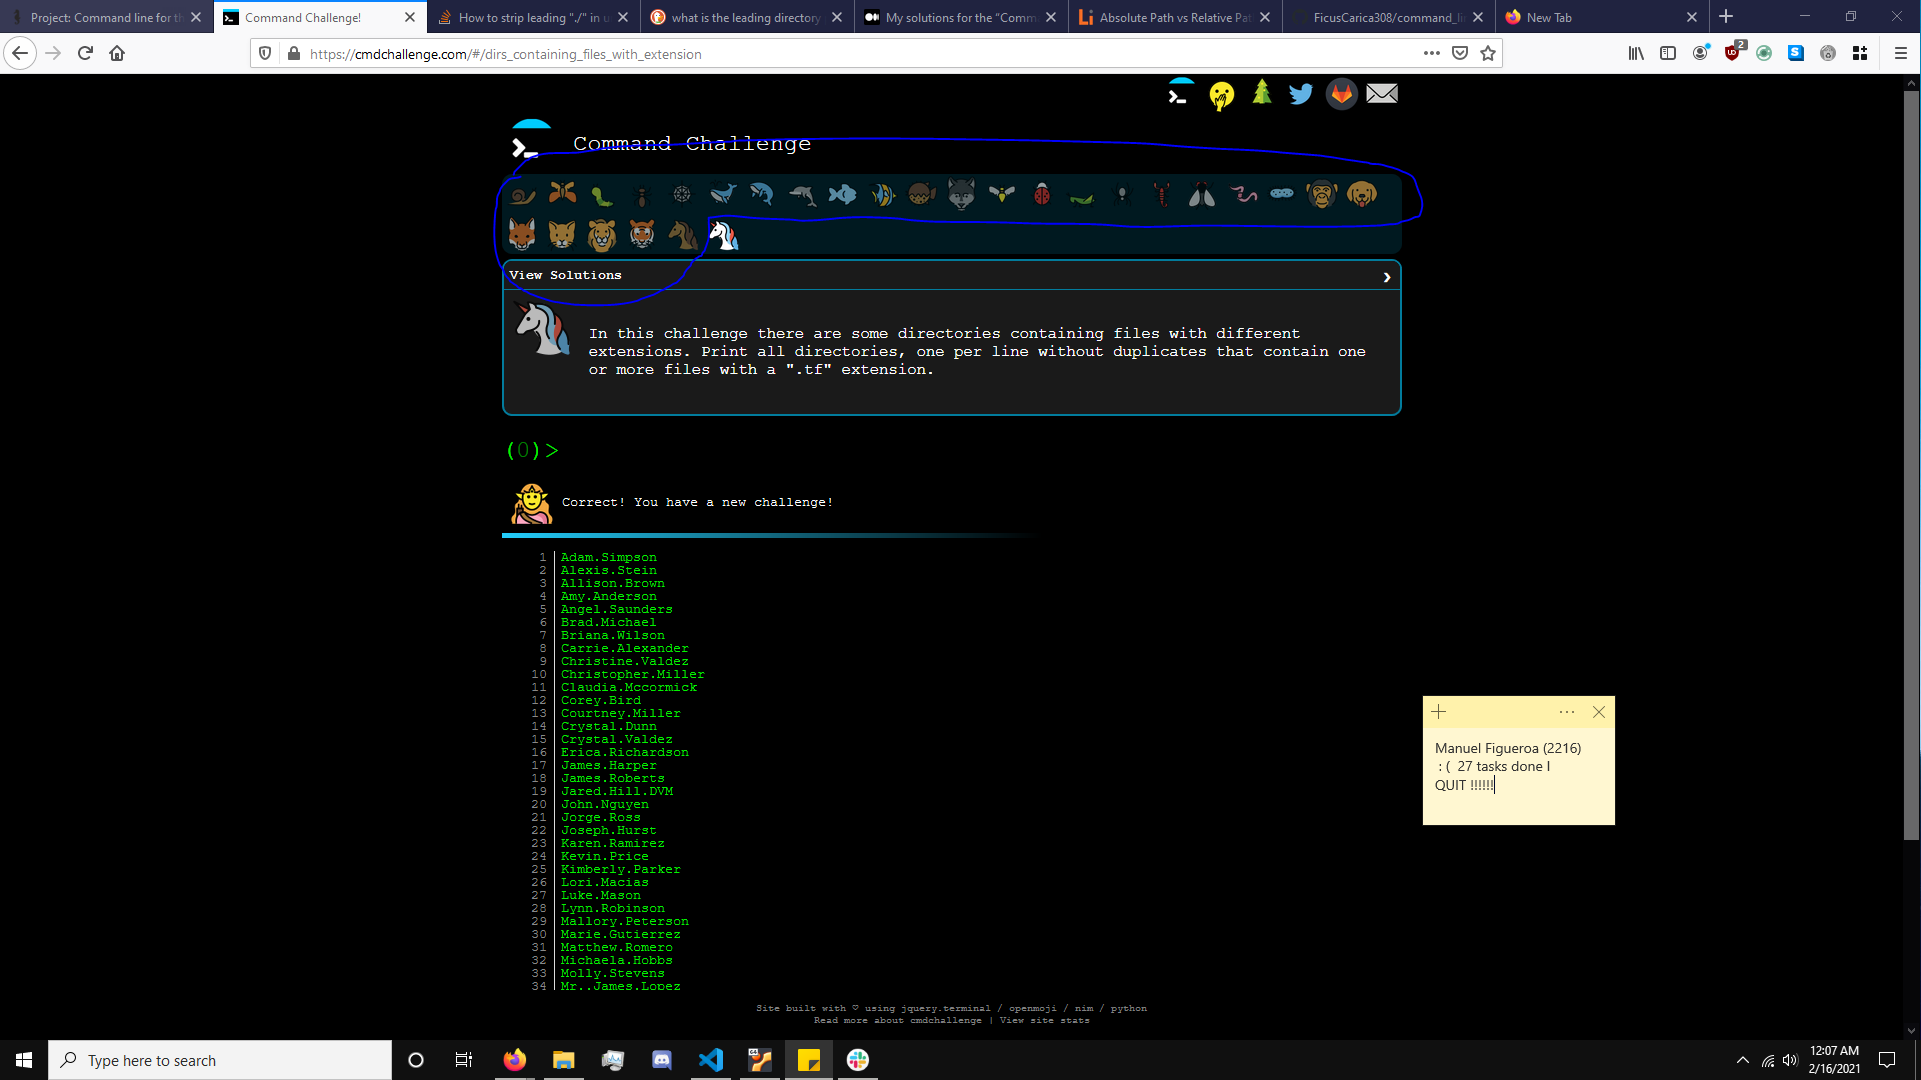 Project: Command line for th
Command Challenge!
How to strip leading "./" in u
what is the leading directory
My solutions for the "Comm
Absolute Path vs Relative Pat
FicusCarica308/command_li
New Tab
https://cmdchallenge.com/#/dirs_containing_files_with_extension
2
Command Challenge
View Solutions
In this challenge there are some directories containing files with different
extensions. Print all directories, one per line without duplicates that contain one
or more files with a ".tf" extension.
(0)>
Correct! You have a new challenge!
1 Adam.Simpson
2 Alexis.Stein
3 Allison.Brown
4 Amy.Anderson
5 Angel.Saunders
6 Brad.Michael
7 Briana.Wilson
8 Carrie.Alexander
9 Christine.Valdez
10 Christopher.Miller
11 Claudia.Mccormick
12 Corey.Bird
13 Courtney.Miller
14 Crystal.Dunn
15 Crystal.Valdez
16 Erica.Richardson
17 James.Harper
18 James.Roberts
19 Jared.Hill.DVM
20 John.Nguyen
21 Jorge.Ross
22 Joseph.Hurst
23 Karen.Ramirez
24 Kevin.Price
25 Kimberly.Parker
26 Lori.Macias
27 Luke.Mason
28 Lynn.Robinson
29 Mallory.Peterson
30 Marie.Gutierrez
31 Matthew.Romero
32 Michaela.Hobbs
33 Molly.Stevens
34 Mr..James.Lopez
Manuel Figueroa (2216)
: (  27 tasks done I
QUIT !!!!!!
Site built with ♡ using jquery.terminal / openmoji / nim / python
Read more about cmdchallenge | View site stats
Type here to search
12:07 AM
2/16/2021